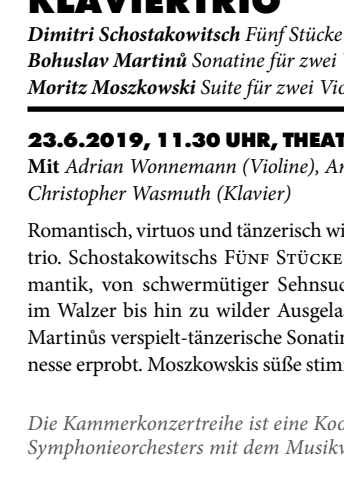 KLAVIERTRIO
Dimitri Schostakowitsch Fünf Stücke
Bohuslav Martinů Sonatine für zwei
Moritz Moszkowski Suite für zwei Vio
23.6.2019, 11.30 UHR, THEAT
Mit Adrian Wonnemann (Violine), An
Christopher Wasmuth (Klavier)
Romantisch, virtuos und tänzerisch wi
trio. Schostakowitschs FÜNF STÜCKE
mantik, von schwermütiger Sehnsuc
im Walzer bis hin zu wilder Ausgela
Martinůs verspielt-tänzerische Sonatin
nesse erprobt. Moszkowskis süße stim
Die Kammerkonzertreihe ist eine Koo
Symphonieorchesters mit dem Musikv